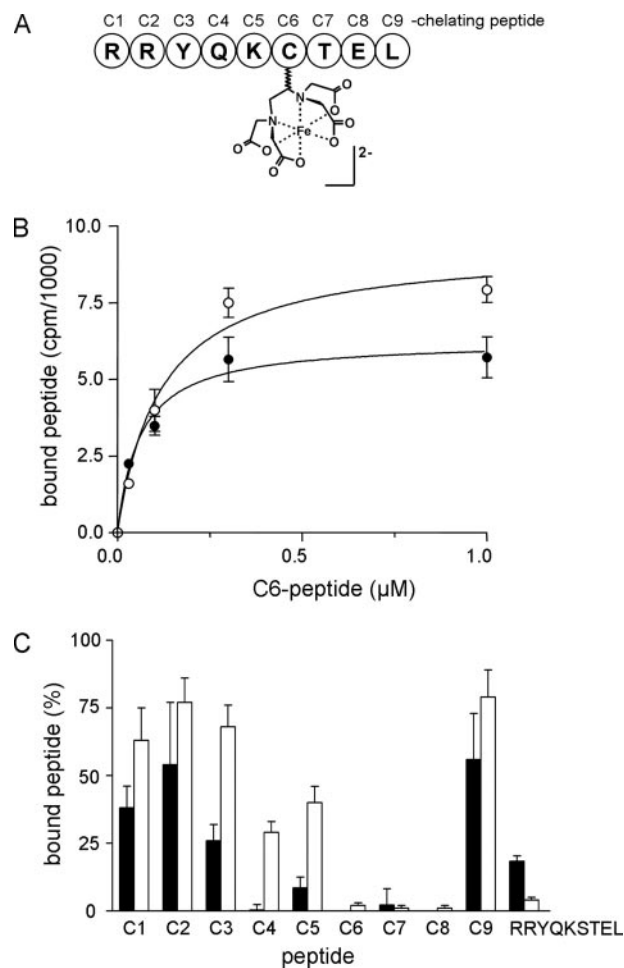 A
C1 C2 C3 C4 C5 C6 C7 C8 C9 -chelating peptide
R R Y Q K C T E L
N
O
O
N
Fe
O
O
O
O
O
O
2-
B
bound peptide (cpm/1000)
10.0
7.5
5.0
2.5
0.0
0.0 0.5 1.0
C6-peptide (µM)
C
bound peptide (%)
100
75
50
25
0
C1 C2 C3 C4 C5 C6 C7 C8 C9 RRYQKSTEL
peptide